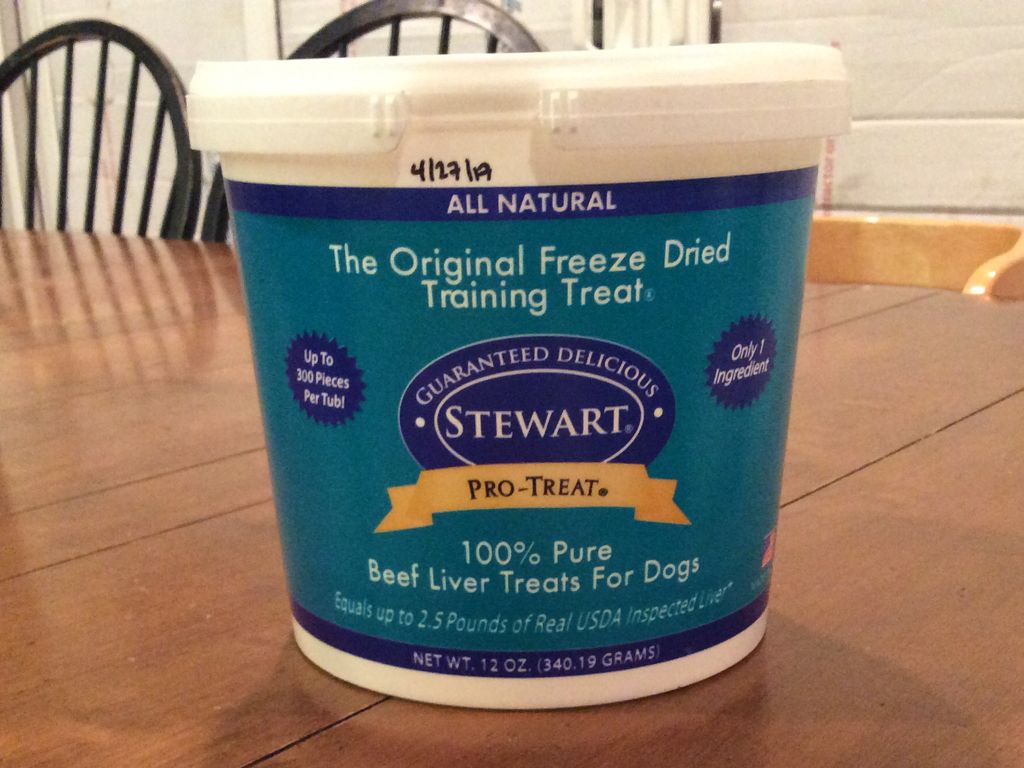 4/27/19
ALL NATURAL
The Original Freeze Dried
Training Treat®
Up To
300 Pieces
Per Tub!
Only 1
Ingredient
GUARANTEED DELICIOUS
STEWART®
PRO-TREAT®
100% Pure
Beef Liver Treats For Dogs
Equals up to 2.5 Pounds of Real USDA Inspected Liver*
NET WT. 12 OZ. (340.19 GRAMS)